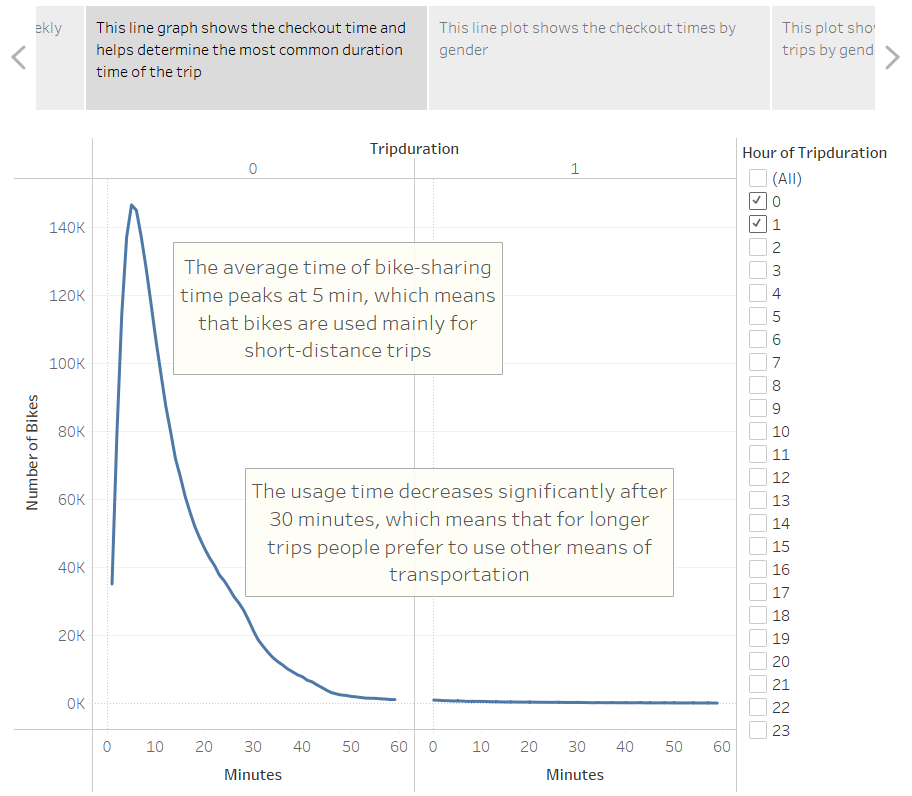 ekly
This line graph shows the checkout time and
helps determine the most common duration
time of the trip
This line plot shows the checkout times by
gender
This plot sho
trips by gend
Tripduration
0
1
Number of Bikes
140K
120K
100K
80K
60K
40K
20K
0K
The average time of bike-sharing
time peaks at 5 min, which means
that bikes are used mainly for
short-distance trips
The usage time decreases significantly after
30 minutes, which means that for longer
trips people prefer to use other means of
transportation
0 10 20 30 40 50 60
0 10 20 30 40 50 60
Minutes
Minutes
Hour of Tripduration
(All)
0
1
2
3
4
5
6
7
8
9
10
11
12
13
14
15
16
17
18
19
20
21
22
23